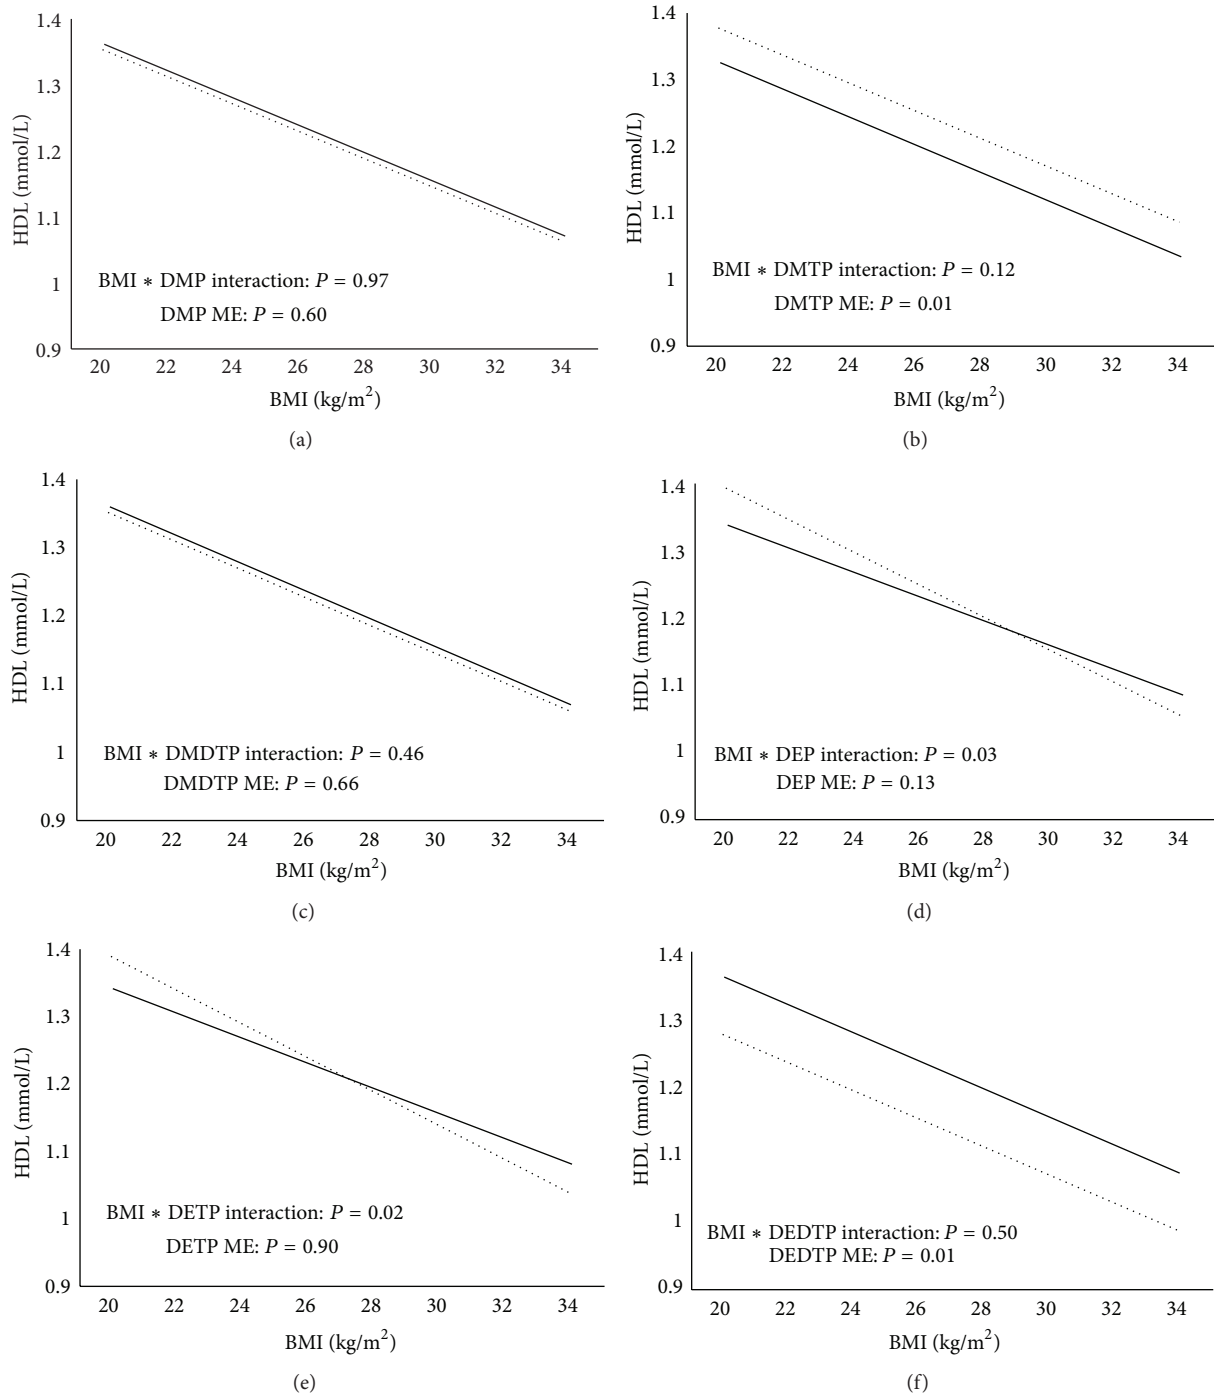 1.4
1.3
1.2
1.1
1
0.9
HDL (mmol/L)
BMI ∗ DMP interaction: P = 0.97
DMP ME: P = 0.60
20 22 24 26 28 30 32 34
BMI (kg/m²)
(a)
1.4
1.3
1.2
1.1
1
0.9
HDL (mmol/L)
BMI ∗ DMTP interaction: P = 0.12
DMTP ME: P = 0.01
20 22 24 26 28 30 32 34
BMI (kg/m²)
(b)
1.4
1.3
1.2
1.1
1
0.9
HDL (mmol/L)
BMI ∗ DMDTP interaction: P = 0.46
DMDTP ME: P = 0.66
20 22 24 26 28 30 32 34
BMI (kg/m²)
(c)
1.4
1.3
1.2
1.1
1
0.9
HDL (mmol/L)
BMI ∗ DEP interaction: P = 0.03
DEP ME: P = 0.13
20 22 24 26 28 30 32 34
BMI (kg/m²)
(d)
1.4
1.3
1.2
1.1
1
0.9
HDL (mmol/L)
BMI ∗ DETP interaction: P = 0.02
DETP ME: P = 0.90
20 22 24 26 28 30 32 34
BMI (kg/m²)
(e)
1.4
1.3
1.2
1.1
1
0.9
HDL (mmol/L)
BMI ∗ DEDTP interaction: P = 0.50
DEDTP ME: P = 0.01
20 22 24 26 28 30 32 34
BMI (kg/m²)
(f)